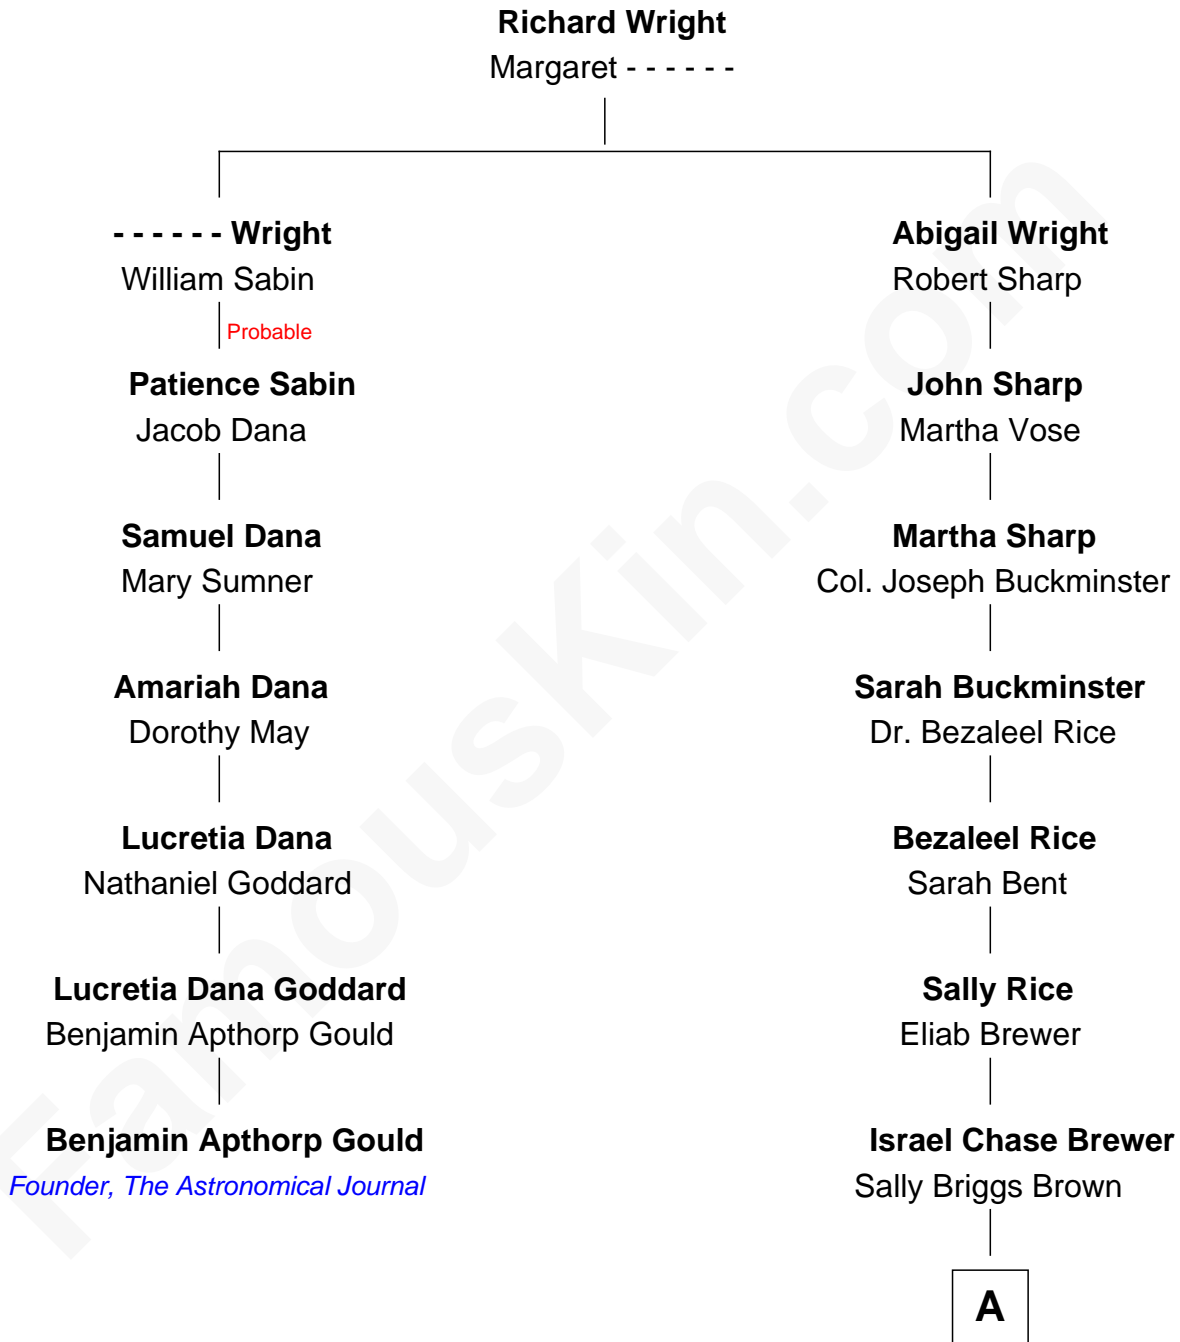 Richard Wright
Margaret - - - - - -
- - - - - - Wright
William Sabin
Probable
Patience Sabin
Jacob Dana
Samuel Dana
Mary Sumner
Amariah Dana
Dorothy May
Lucretia Dana
Nathaniel Goddard
Lucretia Dana Goddard
Benjamin Apthorp Gould
Benjamin Apthorp Gould
Founder, The Astronomical Journal
Abigail Wright
Robert Sharp
John Sharp
Martha Vose
Martha Sharp
Col. Joseph Buckminster
Sarah Buckminster
Dr. Bezaleel Rice
Bezaleel Rice
Sarah Bent
Sally Rice
Eliab Brewer
Israel Chase Brewer
Sally Briggs Brown
A
FamousKin.com